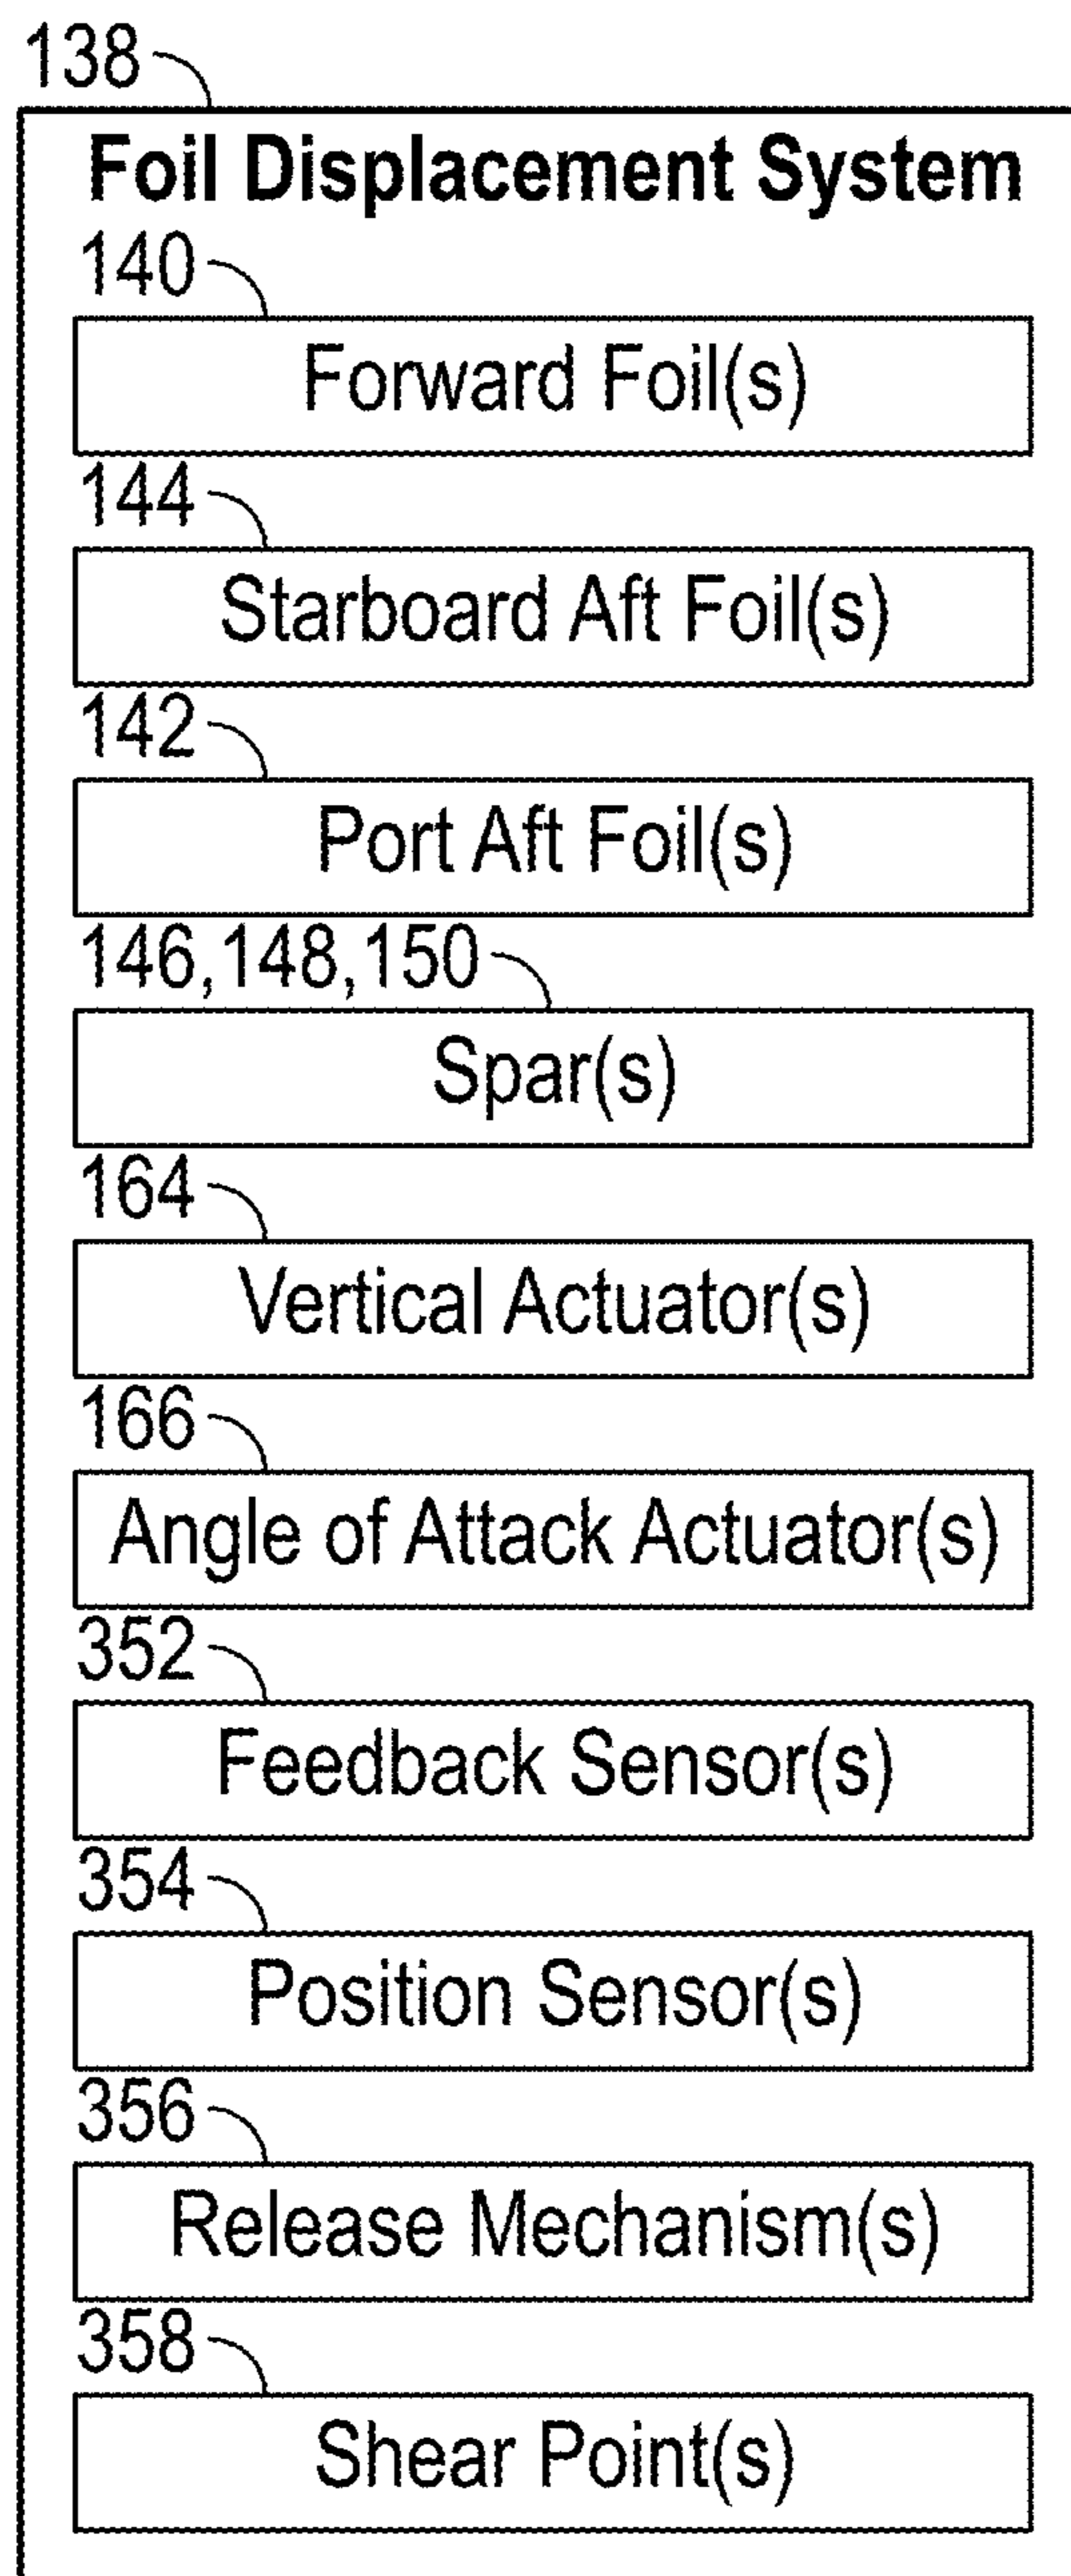 138
Foil Displacement System
140
Forward Foil(s)
144
Starboard Aft Foil(s)
142
Port Aft Foil(s)
146,148,150
Spar(s)
164
Vertical Actuator(s)
166
Angle of Attack Actuator(s)
352
Feedback Sensor(s)
354
Position Sensor(s)
356
Release Mechanism(s)
358
Shear Point(s)